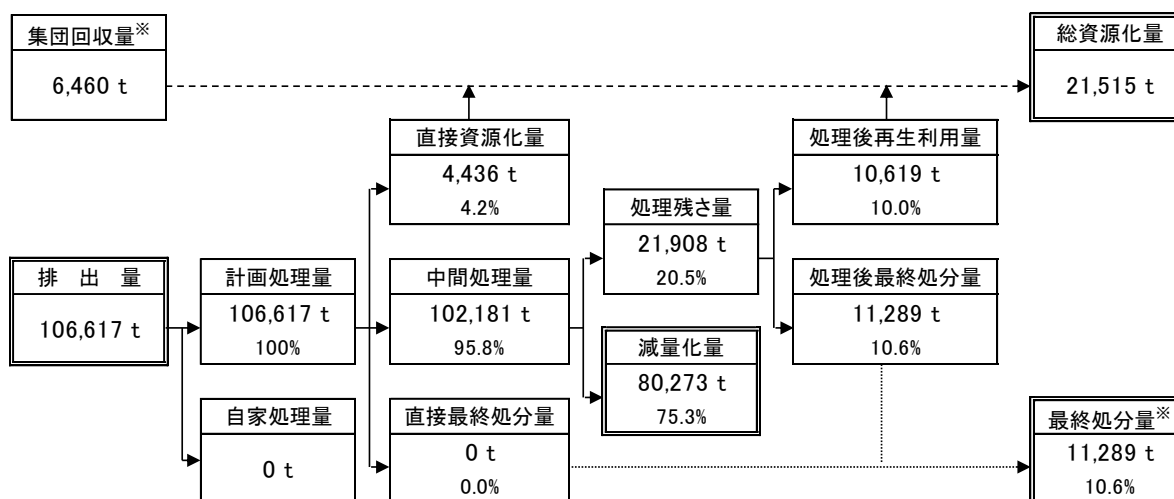 集団回収量※
6,460 t
総資源化量
21,515 t
直接資源化量
4,436 t
4.2%
処理後再生利用量
10,619 t
10.0%
処理残さ量
21,908 t
20.5%
排 出 量
106,617 t
計画処理量
106,617 t
100%
中間処理量
102,181 t
95.8%
処理後最終処分量
11,289 t
10.6%
減量化量
80,273 t
75.3%
自家処理量
0 t
直接最終処分量
0 t
0.0%
最終処分量※
11,289 t
10.6%